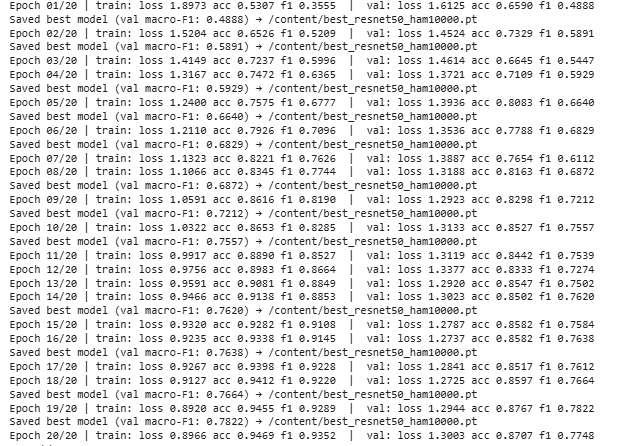 Epoch 01/20 | train: loss 1.8973 acc 0.5307 f1 0.3555 | val: loss 1.6125 acc 0.6590 f1 0.4888
Saved best model (val macro-F1: 0.4888) → /content/best_resnet50_ham10000.pt
Epoch 02/20 | train: loss 1.5204 acc 0.6526 f1 0.5209 | val: loss 1.4524 acc 0.7329 f1 0.5891
Saved best model (val macro-F1: 0.5891) → /content/best_resnet50_ham10000.pt
Epoch 03/20 | train: loss 1.4149 acc 0.7237 f1 0.5996 | val: loss 1.4614 acc 0.6645 f1 0.5447
Epoch 04/20 | train: loss 1.3167 acc 0.7472 f1 0.6365 | val: loss 1.3721 acc 0.7109 f1 0.5929
Saved best model (val macro-F1: 0.5929) → /content/best_resnet50_ham10000.pt
Epoch 05/20 | train: loss 1.2400 acc 0.7575 f1 0.6777 | val: loss 1.3936 acc 0.8083 f1 0.6640
Saved best model (val macro-F1: 0.6640) → /content/best_resnet50_ham10000.pt
Epoch 06/20 | train: loss 1.2110 acc 0.7926 f1 0.7096 | val: loss 1.3536 acc 0.7788 f1 0.6829
Saved best model (val macro-F1: 0.6829) → /content/best_resnet50_ham10000.pt
Epoch 07/20 | train: loss 1.1323 acc 0.8221 f1 0.7626 | val: loss 1.3887 acc 0.7654 f1 0.6112
Epoch 08/20 | train: loss 1.1066 acc 0.8345 f1 0.7744 | val: loss 1.3188 acc 0.8163 f1 0.6872
Saved best model (val macro-F1: 0.6872) → /content/best_resnet50_ham10000.pt
Epoch 09/20 | train: loss 1.0591 acc 0.8616 f1 0.8190 | val: loss 1.2923 acc 0.8298 f1 0.7212
Saved best model (val macro-F1: 0.7212) → /content/best_resnet50_ham10000.pt
Epoch 10/20 | train: loss 1.0322 acc 0.8653 f1 0.8285 | val: loss 1.3133 acc 0.8527 f1 0.7557
Saved best model (val macro-F1: 0.7557) → /content/best_resnet50_ham10000.pt
Epoch 11/20 | train: loss 0.9917 acc 0.8890 f1 0.8527 | val: loss 1.3119 acc 0.8442 f1 0.7539
Epoch 12/20 | train: loss 0.9756 acc 0.8983 f1 0.8664 | val: loss 1.3377 acc 0.8333 f1 0.7274
Epoch 13/20 | train: loss 0.9591 acc 0.9081 f1 0.8849 | val: loss 1.2920 acc 0.8547 f1 0.7502
Epoch 14/20 | train: loss 0.9466 acc 0.9138 f1 0.8853 | val: loss 1.3023 acc 0.8502 f1 0.7620
Saved best model (val macro-F1: 0.7620) → /content/best_resnet50_ham10000.pt
Epoch 15/20 | train: loss 0.9320 acc 0.9282 f1 0.9108 | val: loss 1.2787 acc 0.8582 f1 0.7584
Epoch 16/20 | train: loss 0.9235 acc 0.9338 f1 0.9145 | val: loss 1.2737 acc 0.8582 f1 0.7638
Saved best model (val macro-F1: 0.7638) → /content/best_resnet50_ham10000.pt
Epoch 17/20 | train: loss 0.9267 acc 0.9398 f1 0.9228 | val: loss 1.2841 acc 0.8517 f1 0.7612
Epoch 18/20 | train: loss 0.9127 acc 0.9412 f1 0.9220 | val: loss 1.2725 acc 0.8597 f1 0.7664
Saved best model (val macro-F1: 0.7664) → /content/best_resnet50_ham10000.pt
Epoch 19/20 | train: loss 0.8920 acc 0.9455 f1 0.9289 | val: loss 1.2944 acc 0.8767 f1 0.7822
Saved best model (val macro-F1: 0.7822) → /content/best_resnet50_ham10000.pt
Epoch 20/20 | train: loss 0.8966 acc 0.9469 f1 0.9352 | val: loss 1.3003 acc 0.8707 f1 0.7748